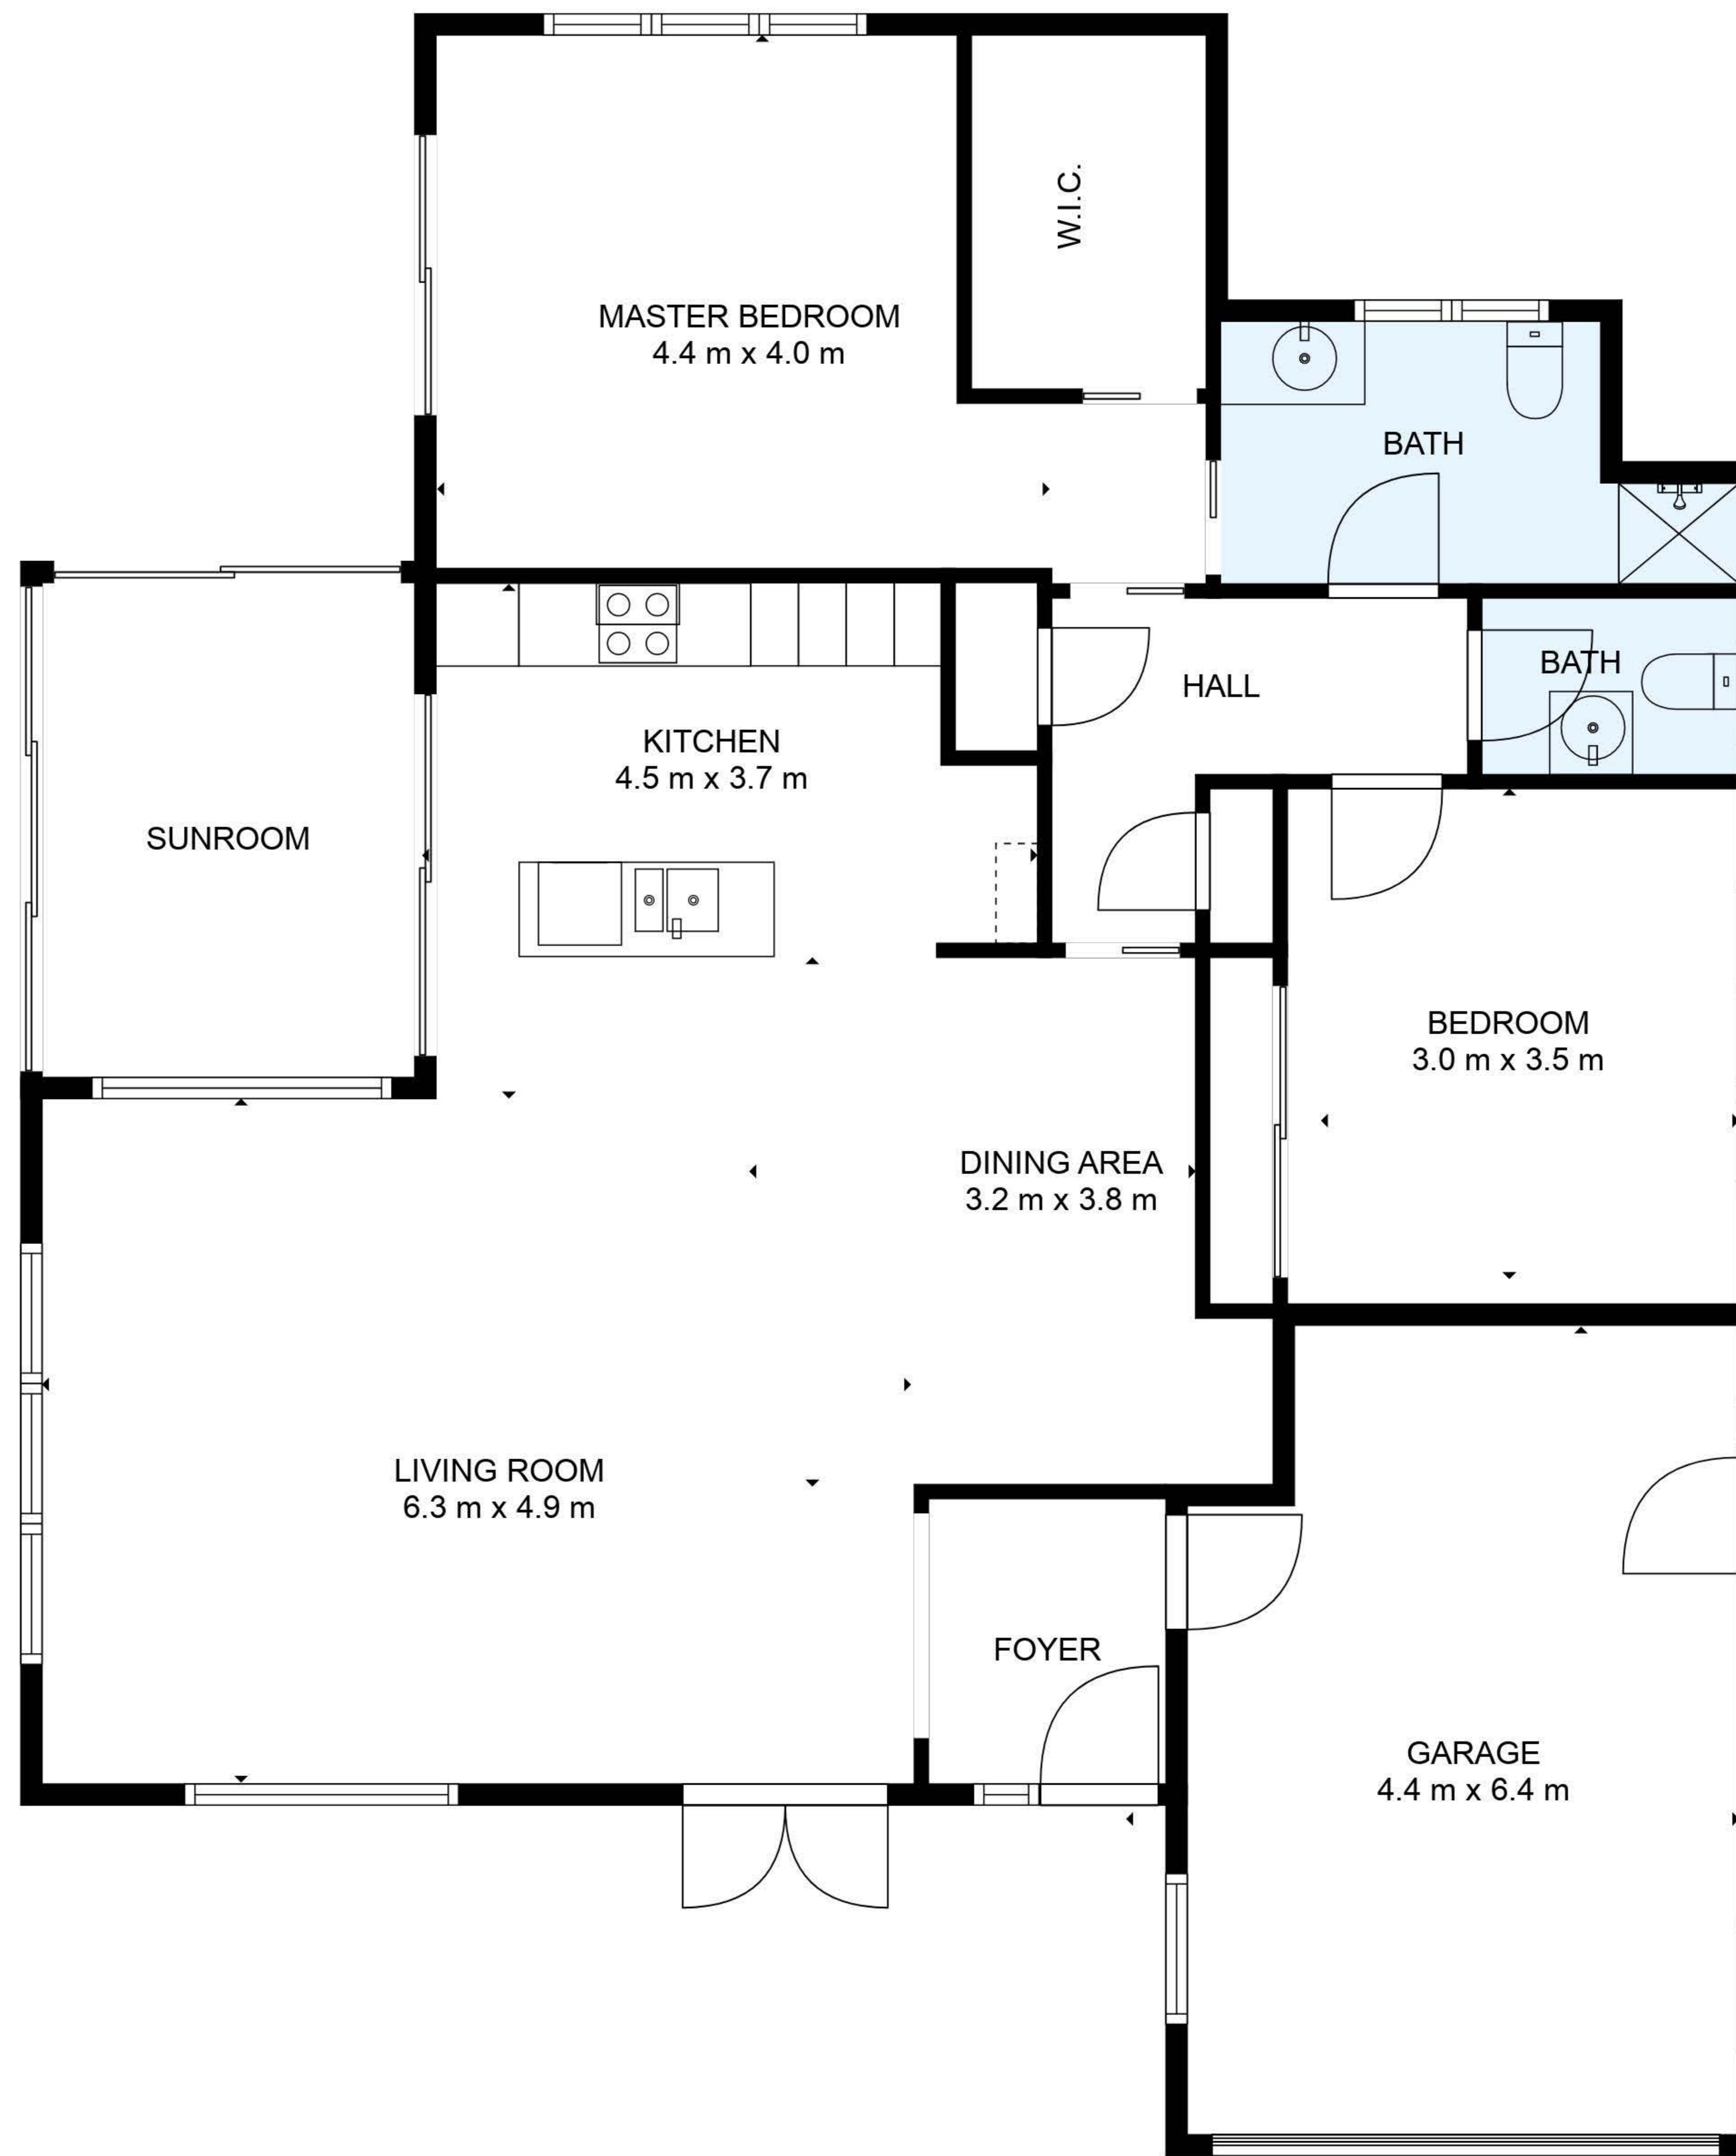 W.I.C.
MASTER BEDROOM
4.4 m x 4.0 m
BATH
BATH
HALL
KITCHEN
4.5 m x 3.7 m
SUNROOM
BEDROOM
3.0 m x 3.5 m
DINING AREA
3.2 m x 3.8 m
LIVING ROOM
6.3 m x 4.9 m
FOYER
GARAGE
4.4 m x 6.4 m